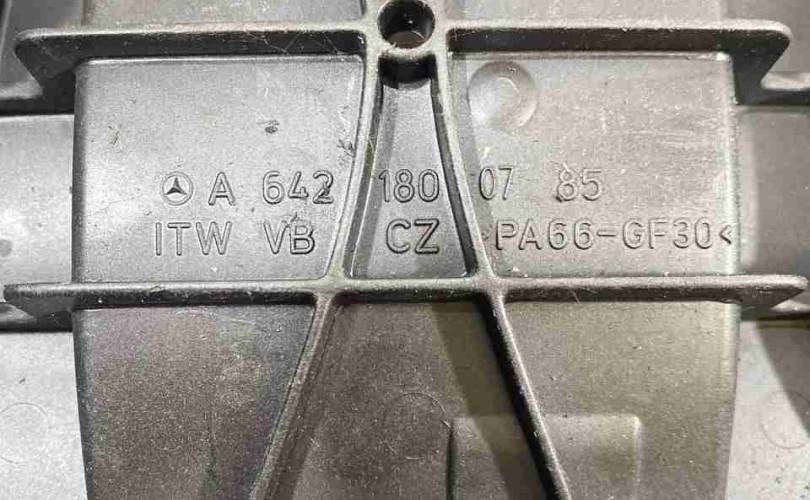 A 642 180 07 85
ITW VB CZ >PA66-GF30<